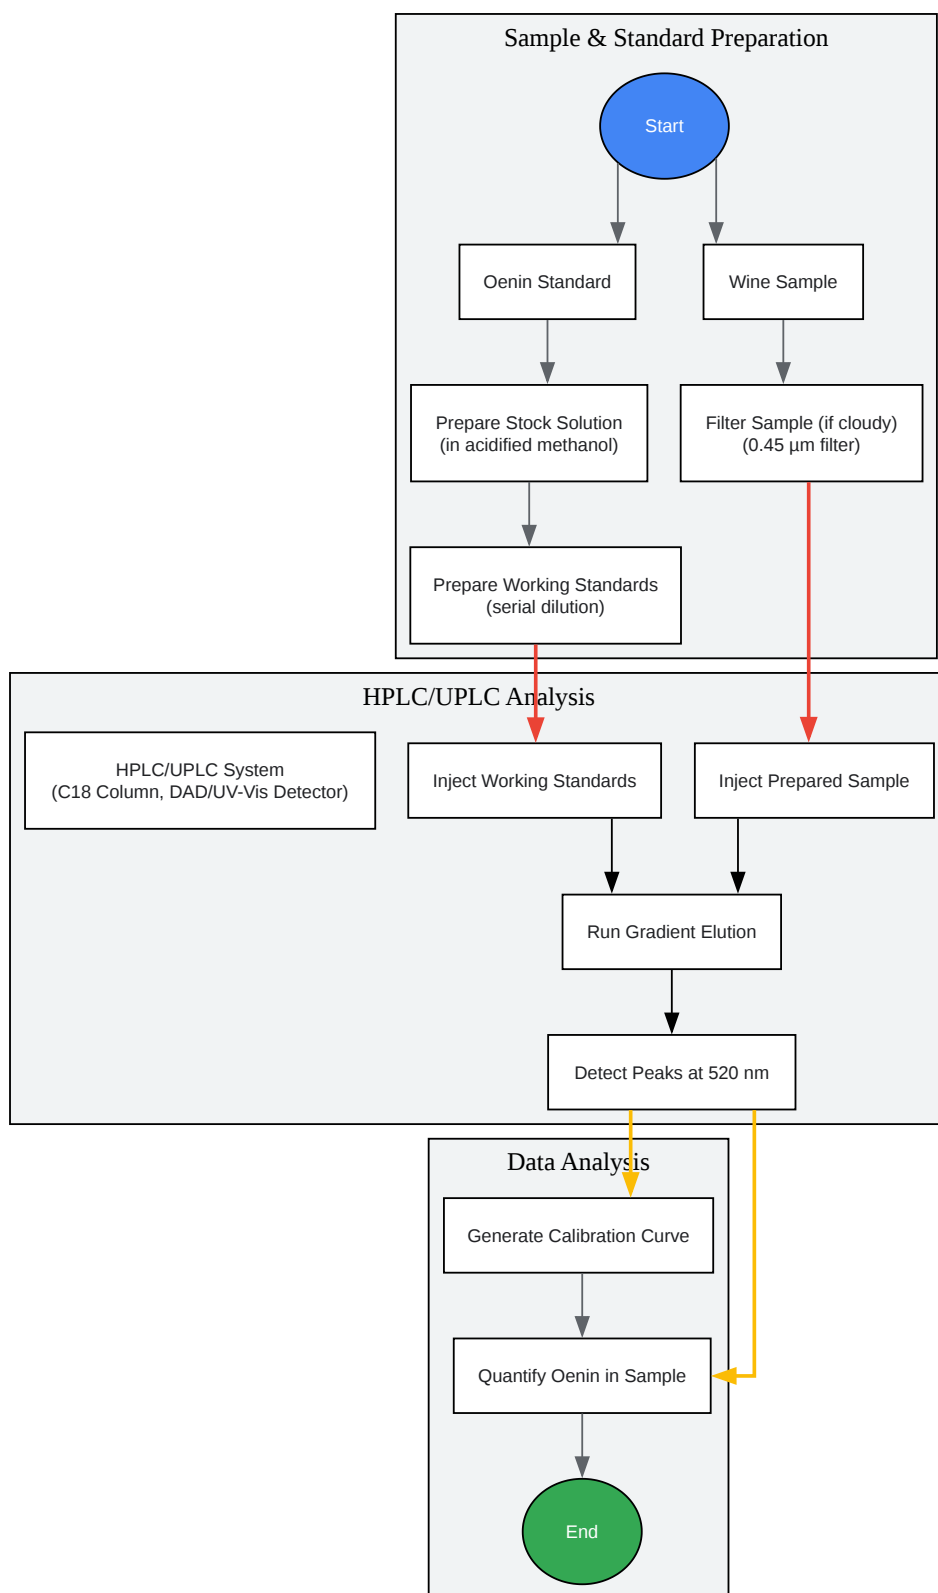 Sample & Standard Preparation
Start
Oenin Standard
Wine Sample
Prepare Stock Solution
(in acidified methanol)
Filter Sample (if cloudy)
(0.45 µm filter)
Prepare Working Standards
(serial dilution)
HPLC/UPLC Analysis
HPLC/UPLC System
(C18 Column, DAD/UV-Vis Detector)
Inject Working Standards
Inject Prepared Sample
Run Gradient Elution
Detect Peaks at 520 nm
Data Analysis
Generate Calibration Curve
Quantify Oenin in Sample
End